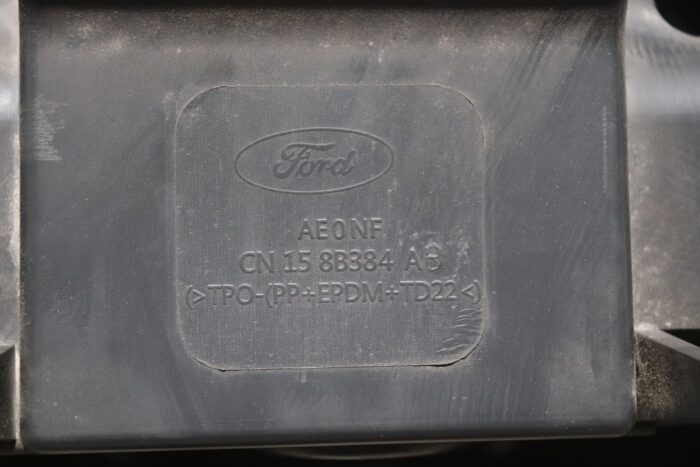 Ford
AE0NF
CN 15 8B384 AB
(>TPO-(PP+EPDM+TD22<)